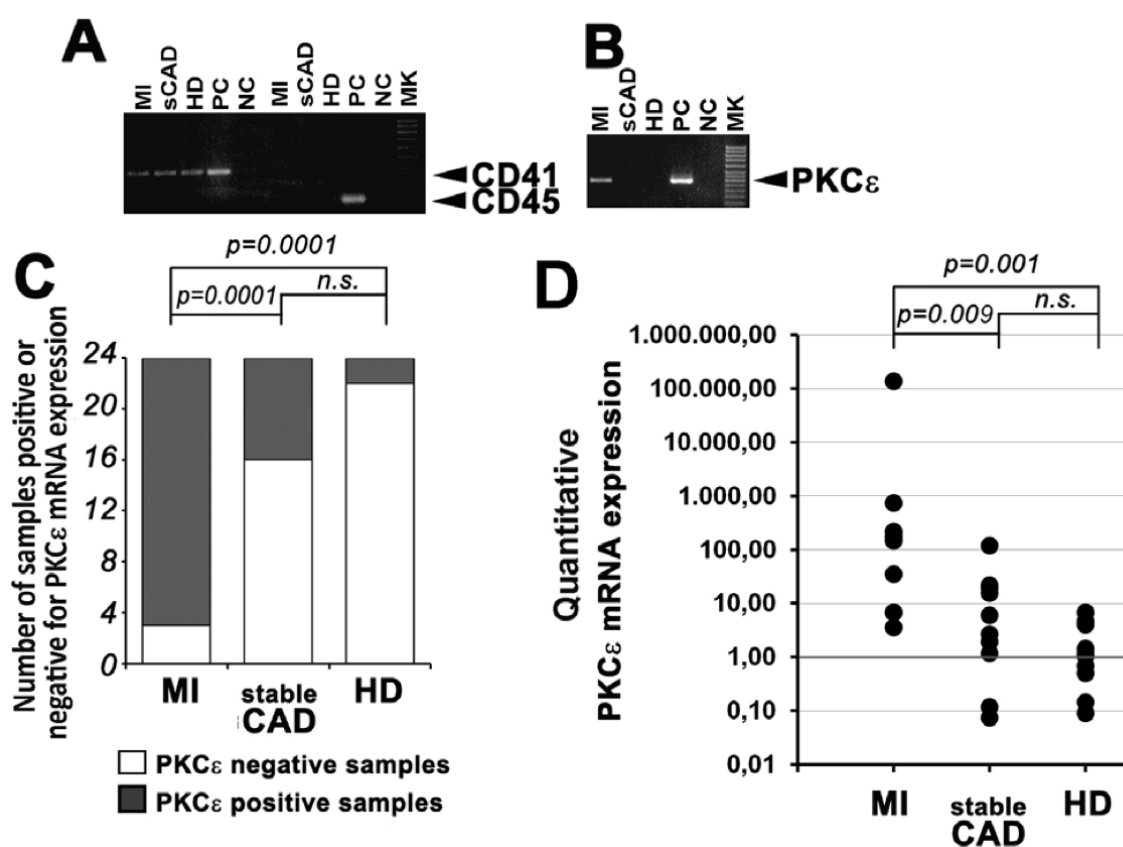 A
MI sCAD HD PC NC MI sCAD HD PC NC MK
CD41
CD45
B
MI sCAD HD PC NC MK
PKCε
C
p=0.0001
p=0.0001 n.s.
Number of samples positive or
negative for PKCε mRNA expression
24
20
16
12
8
4
0
MI stable HD
CAD
PKCε negative samples
PKCε positive samples
D
p=0.001
p=0.009 n.s.
Quantitative
PKCε mRNA expression
1.000.000,00
100.000,00
10.000,00
1.000,00
100,00
10,00
1,00
0,10
0,01
MI stable HD
CAD